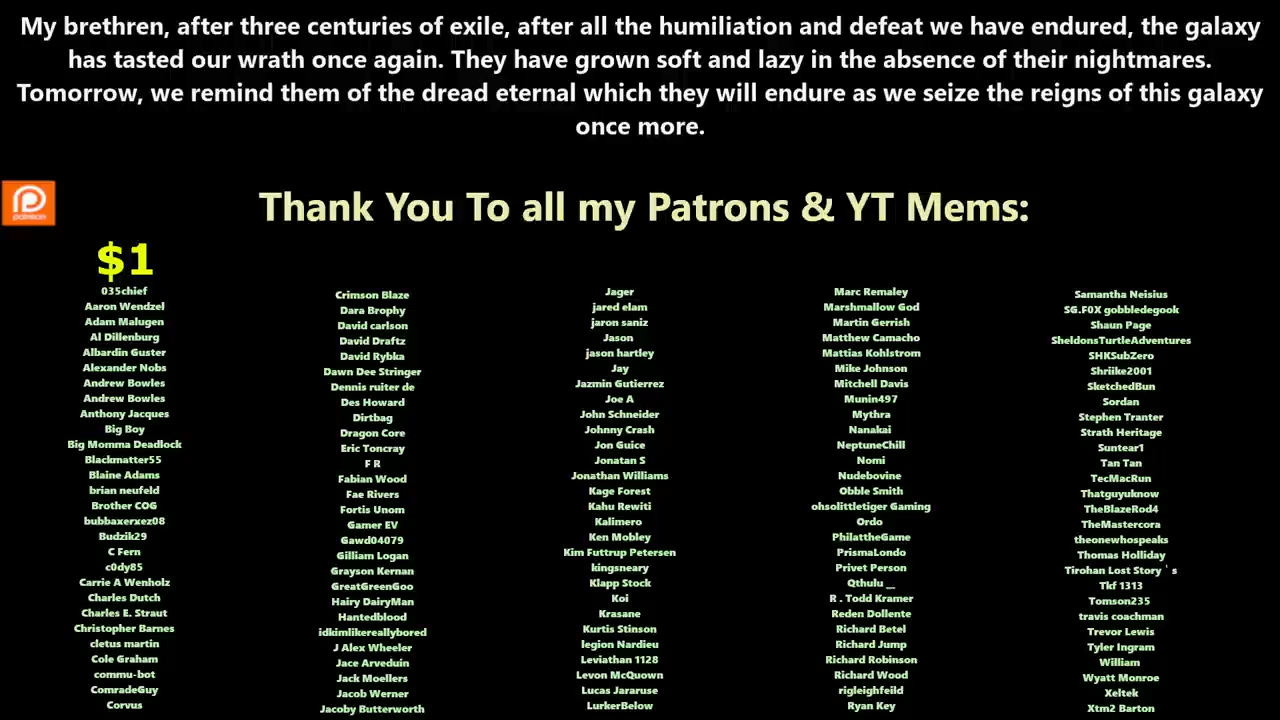 My brethren, after three centuries of exile, after all the humiliation and defeat we have endured, the galaxy
has tasted our wrath once again. They have grown soft and lazy in the absence of their nightmares.
Tomorrow, we remind them of the dread eternal which they will endure as we seize the reigns of this galaxy
once more.
patreon
Thank You To all my Patrons & YT Mems:
$1
035chief
Aaron Wendzel
Adam Malugen
Al Dillenburg
Albardin Guster
Alexander Nobs
Andrew Bowles
Andrew Bowles
Anthony Jacques
Big Boy
Big Momma Deadlock
Blackmatter55
Blaine Adams
brian neufeld
Brother COG
bubbaxerxez08
Budzik29
C Fern
c0dy85
Carrie A Wenholz
Charles Dutch
Charles E. Straut
Christopher Barnes
cletus martin
Cole Graham
commu-bot
ComradeGuy
Corvus
Crimson Blaze
Dara Brophy
David carlson
David Draftz
David Rybka
Dawn Dee Stringer
Dennis ruiter de
Des Howard
Dirtbag
Dragon Core
Eric Toncray
F R
Fabian Wood
Fae Rivers
Fortis Unom
Gamer EV
Gawd04079
Gilliam Logan
Grayson Kernan
GreatGreenGoo
Hairy DairyMan
Hantedblood
idkimlikereallybored
J Alex Wheeler
Jace Arveduin
Jack Moellers
Jacob Werner
Jacoby Butterworth
Jager
jared elam
jaron saniz
Jason
jason hartley
Jay
Jazmin Gutierrez
Joe A
John Schneider
Johnny Crash
Jon Guice
Jonatan S
Jonathan Williams
Kage Forest
Kahu Rewiti
Kalimero
Ken Mobley
Kim Futtrup Petersen
kingsneary
Klapp Stock
Koi
Krasane
Kurtis Stinson
legion Nardieu
Leviathan 1128
Levon McQuown
Lucas Jararuse
LurkerBelow
Marc Remaley
Marshmallow God
Martin Gerrish
Matthew Camacho
Mattias Kohlstrom
Mike Johnson
Mitchell Davis
Munin497
Mythra
Nanakai
NeptuneChill
Nomi
Nudebovine
Obble Smith
ohsolittletiger Gaming
Ordo
PhilattheGame
PrismaLondo
Privet Person
Qthulu __
R . Todd Kramer
Reden Dollente
Richard Betel
Richard Jump
Richard Robinson
Richard Wood
rigleighfeild
Ryan Key
Samantha Neisius
SG.F0X gobbledegook
Shaun Page
SheldonsTurtleAdventures
SHKSubZero
Shriike2001
SketchedBun
Sordan
Stephen Tranter
Strath Heritage
Suntear1
Tan Tan
TecMacRun
Thatguyuknow
TheBlazeRod4
TheMastercora
theonewhospeaks
Thomas Holliday
Tirohan Lost Story ' s
Tkf 1313
Tomson235
travis coachman
Trevor Lewis
Tyler Ingram
William
Wyatt Monroe
Xeltek
Xtm2 Barton